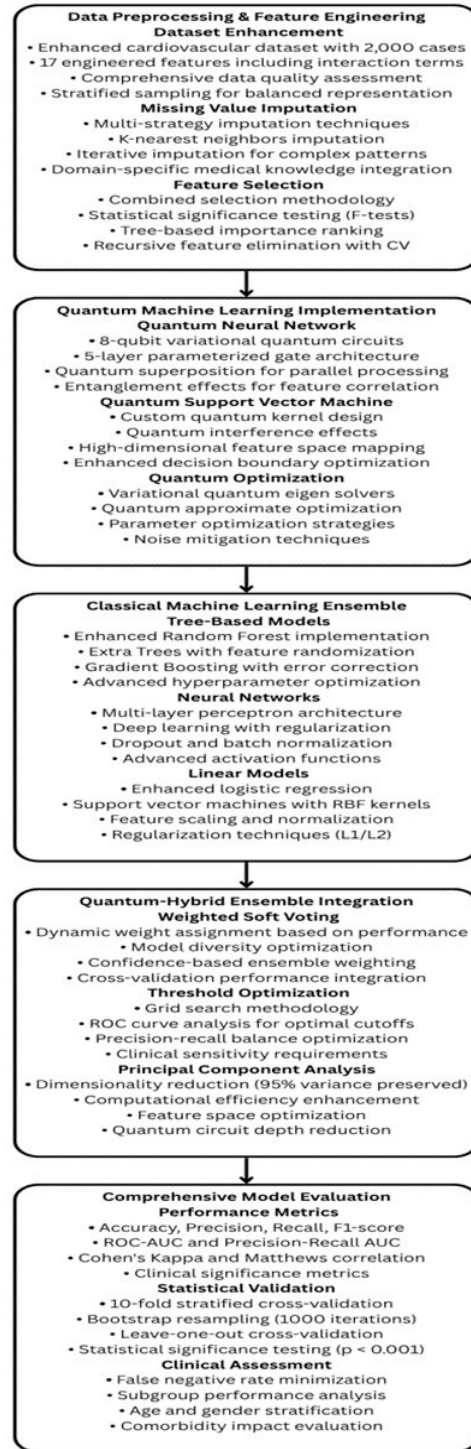 Data Preprocessing & Feature Engineering
Dataset Enhancement
• Enhanced cardiovascular dataset with 2,000 cases
• 17 engineered features including interaction terms
• Comprehensive data quality assessment
• Stratified sampling for balanced representation
Missing Value Imputation
• Multi-strategy imputation techniques
• K-nearest neighbors imputation
• Iterative imputation for complex patterns
• Domain-specific medical knowledge integration
Feature Selection
• Combined selection methodology
• Statistical significance testing (F-tests)
• Tree-based importance ranking
• Recursive feature elimination with CV
Quantum Machine Learning Implementation
Quantum Neural Network
• 8-qubit variational quantum circuits
• 5-layer parameterized gate architecture
• Quantum superposition for parallel processing
• Entanglement effects for feature correlation
Quantum Support Vector Machine
• Custom quantum kernel design
• Quantum interference effects
• High-dimensional feature space mapping
• Enhanced decision boundary optimization
Quantum Optimization
• Variational quantum eigen solvers
• Quantum approximate optimization
• Parameter optimization strategies
• Noise mitigation techniques
Classical Machine Learning Ensemble
Tree-Based Models
• Enhanced Random Forest implementation
• Extra Trees with feature randomization
• Gradient Boosting with error correction
• Advanced hyperparameter optimization
Neural Networks
• Multi-layer perceptron architecture
• Deep learning with regularization
• Dropout and batch normalization
• Advanced activation functions
Linear Models
• Enhanced logistic regression
• Support vector machines with RBF kernels
• Feature scaling and normalization
• Regularization techniques (L1/L2)
Quantum-Hybrid Ensemble Integration
Weighted Soft Voting
• Dynamic weight assignment based on performance
• Model diversity optimization
• Confidence-based ensemble weighting
• Cross-validation performance integration
Threshold Optimization
• Grid search methodology
• ROC curve analysis for optimal cutoffs
• Precision-recall balance optimization
• Clinical sensitivity requirements
Principal Component Analysis
• Dimensionality reduction (95% variance preserved)
• Computational efficiency enhancement
• Feature space optimization
• Quantum circuit depth reduction
Comprehensive Model Evaluation
Performance Metrics
• Accuracy, Precision, Recall, F1-score
• ROC-AUC and Precision-Recall AUC
• Cohen's Kappa and Matthews correlation
• Clinical significance metrics
Statistical Validation
• 10-fold stratified cross-validation
• Bootstrap resampling (1000 iterations)
• Leave-one-out cross-validation
• Statistical significance testing (p < 0.001)
Clinical Assessment
• False negative rate minimization
• Subgroup performance analysis
• Age and gender stratification
• Comorbidity impact evaluation